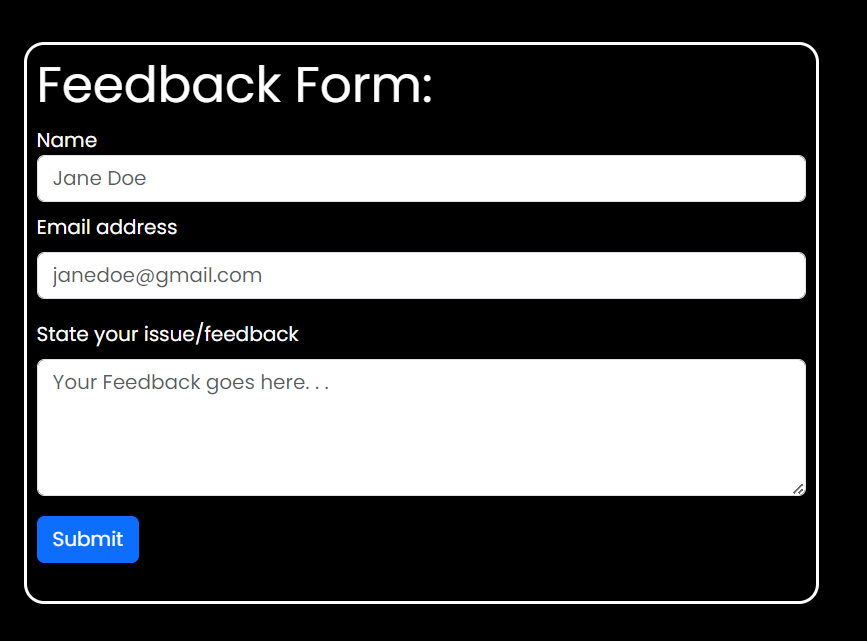 Feedback Form:
Name
Jane Doe
Email address
janedoe@gmail.com
State your issue/feedback
Your Feedback goes here. . .
Submit